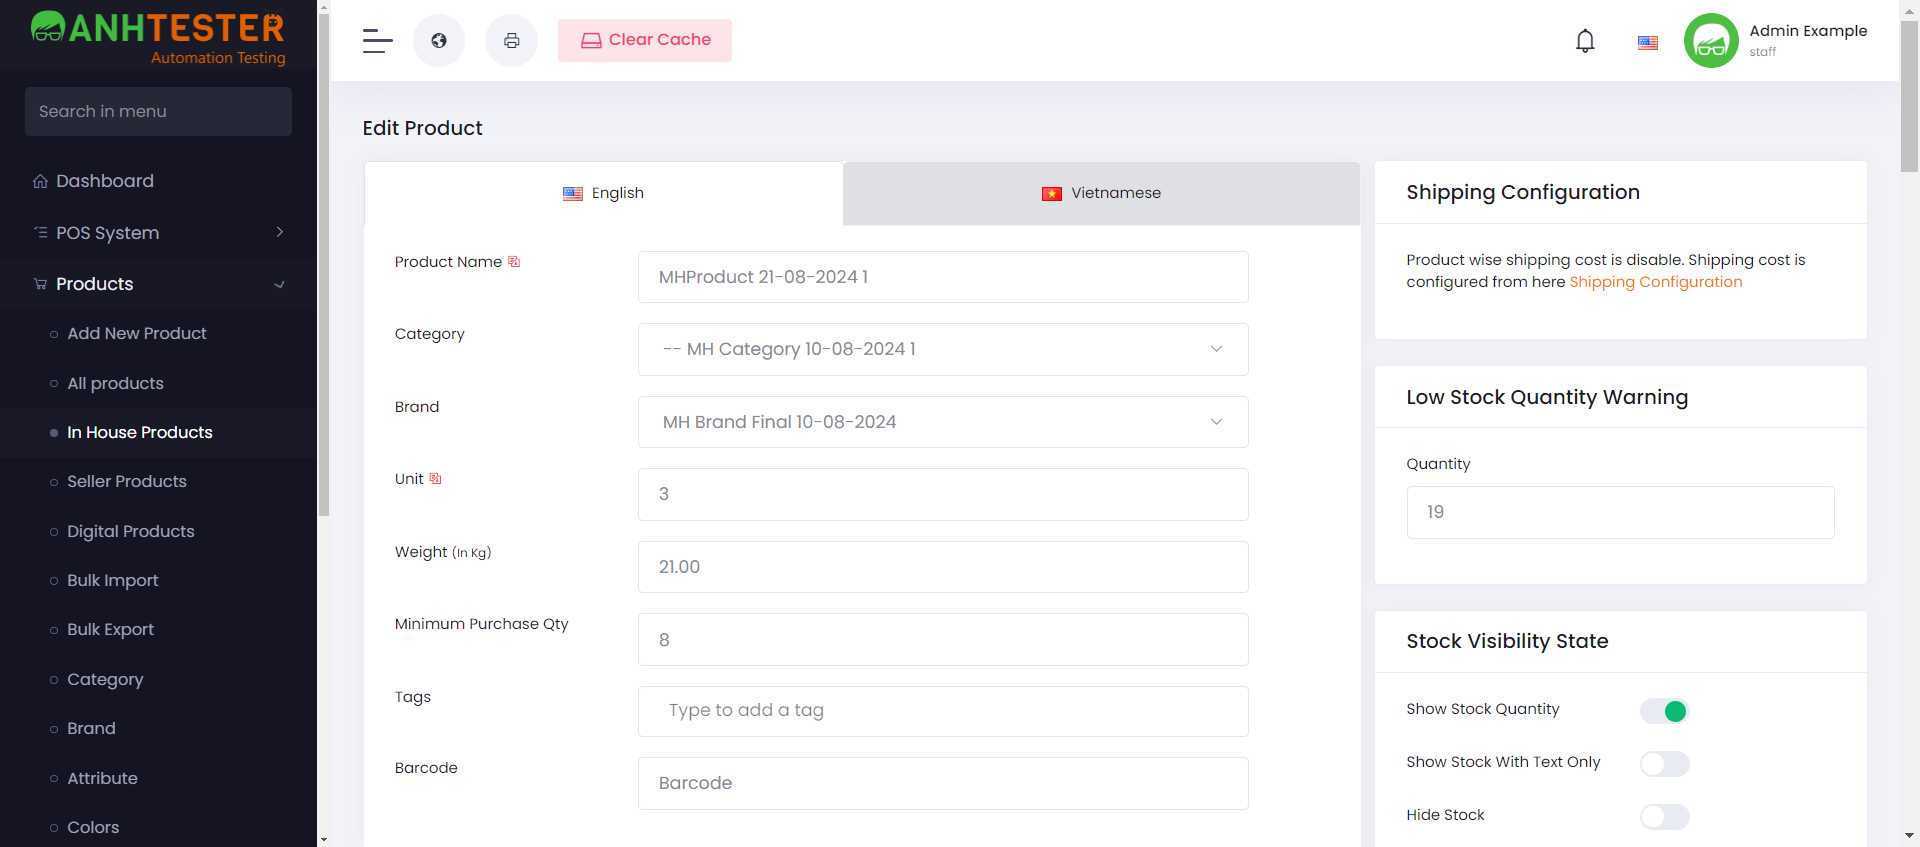 ANHTESTER
Automation Testing
Search in menu
Dashboard
POS System
Products
Add New Product
All products
In House Products
Seller Products
Digital Products
Bulk Import
Bulk Export
Category
Brand
Attribute
Colors
Clear Cache
Admin Example
staff
Edit Product
English
Vietnamese
Product Name
MHProduct 21-08-2024 1
Category
-- MH Category 10-08-2024 1
Brand
MH Brand Final 10-08-2024
Unit
3
Weight (In Kg)
21.00
Minimum Purchase Qty
8
Tags
Type to add a tag
Barcode
Barcode
Shipping Configuration
Product wise shipping cost is disable. Shipping cost is
configured from here Shipping Configuration
Low Stock Quantity Warning
Quantity
19
Stock Visibility State
Show Stock Quantity
Show Stock With Text Only
Hide Stock